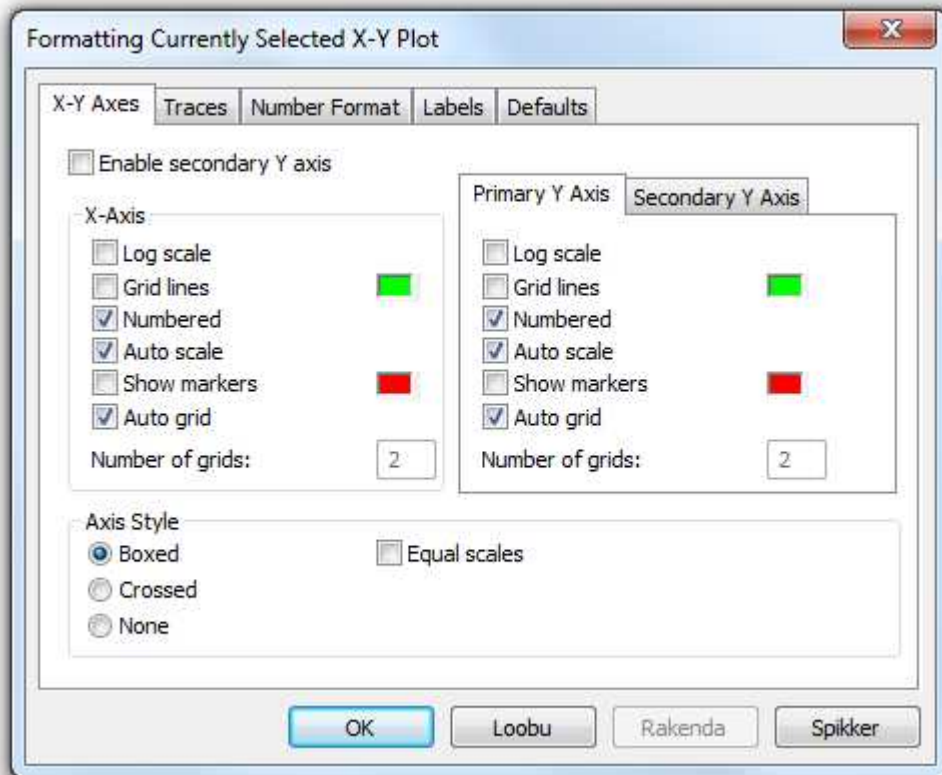 Formatting Currently Selected X-Y Plot
X-Y Axes Traces Number Format Labels Defaults
Enable secondary Y axis
X-Axis
Log scale
Grid lines
Numbered
Auto scale
Show markers
Auto grid
Number of grids: 2
Primary Y Axis Secondary Y Axis
Log scale
Grid lines
Numbered
Auto scale
Show markers
Auto grid
Number of grids: 2
Axis Style
Boxed Equal scales
Crossed
None
OK Loobu Rakenda Spikker